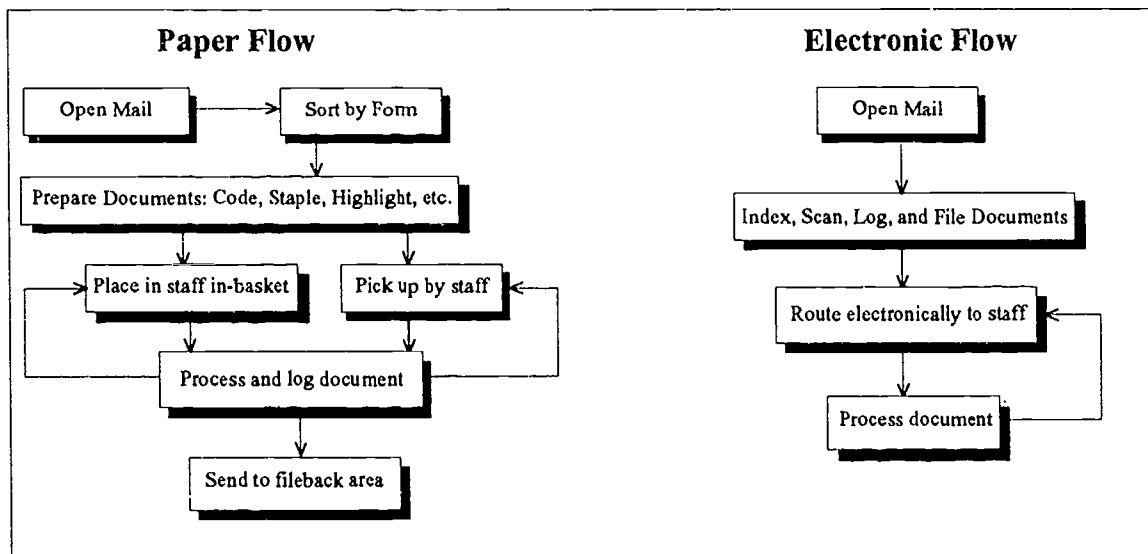 Paper Flow
Open Mail
Sort by Form
Prepare Documents: Code, Staple, Highlight, etc.
Place in staff in-basket
Pick up by staff
Process and log document
Send to fileback area
Electronic Flow
Open Mail
Index, Scan, Log, and File Documents
Route electronically to staff
Process document